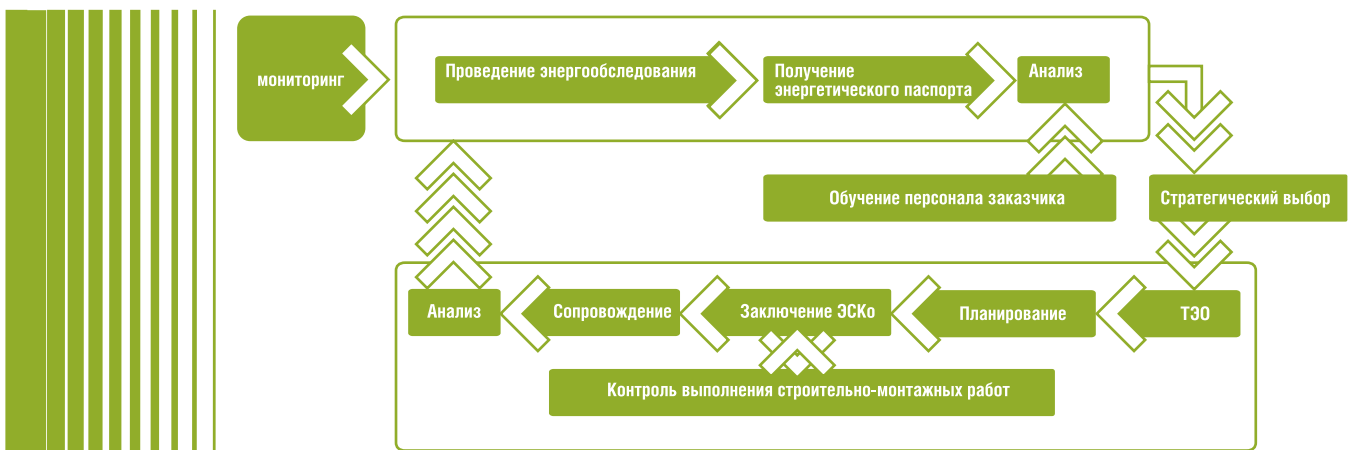 мониторинг
Проведение энергообследования
Получение
энергетического паспорта
Анализ
Обучение персонала заказчика
Стратегический выбор
Анализ
Сопровождение
Заключение ЭСКо
Планирование
ТЭО
Контроль выполнения строительно-монтажных работ